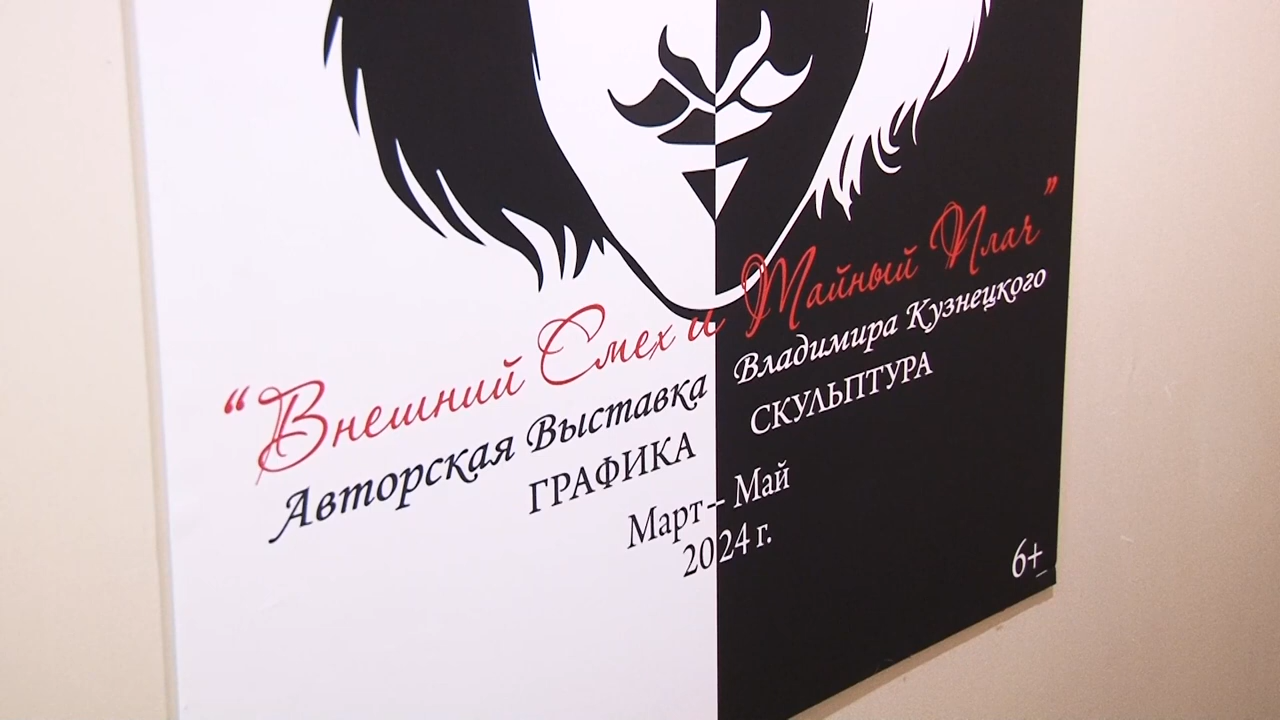 “Внешний Смех и Тайный Плач”
Авторская Выставка Владимира Кузнецкого
ГРАФИКА СКУЛЬПТУРА
Март – Май
2024 г.
6+